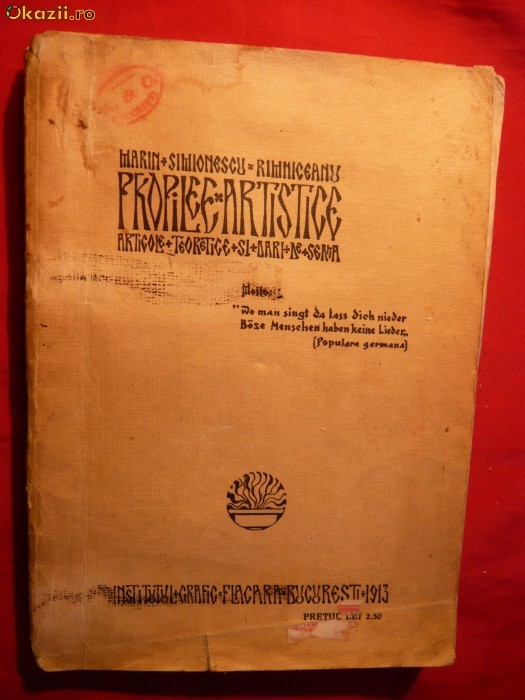 Okazii.ro
MARIN + SIMIONESCU × RIMNICEANU
PROPILEE × ARTISTICE
ARTICOLE + TEORETICE + SI + DARI + DE + SEMA
Motto:
"Wo man singt da lass dich nieder
Böse Menschen haben keine Lieder„
(Populara germana)
INSTITUTUL + GRAFIC + FLACARA × BUCURESTI + 1913
PRETUL LEI 2.50